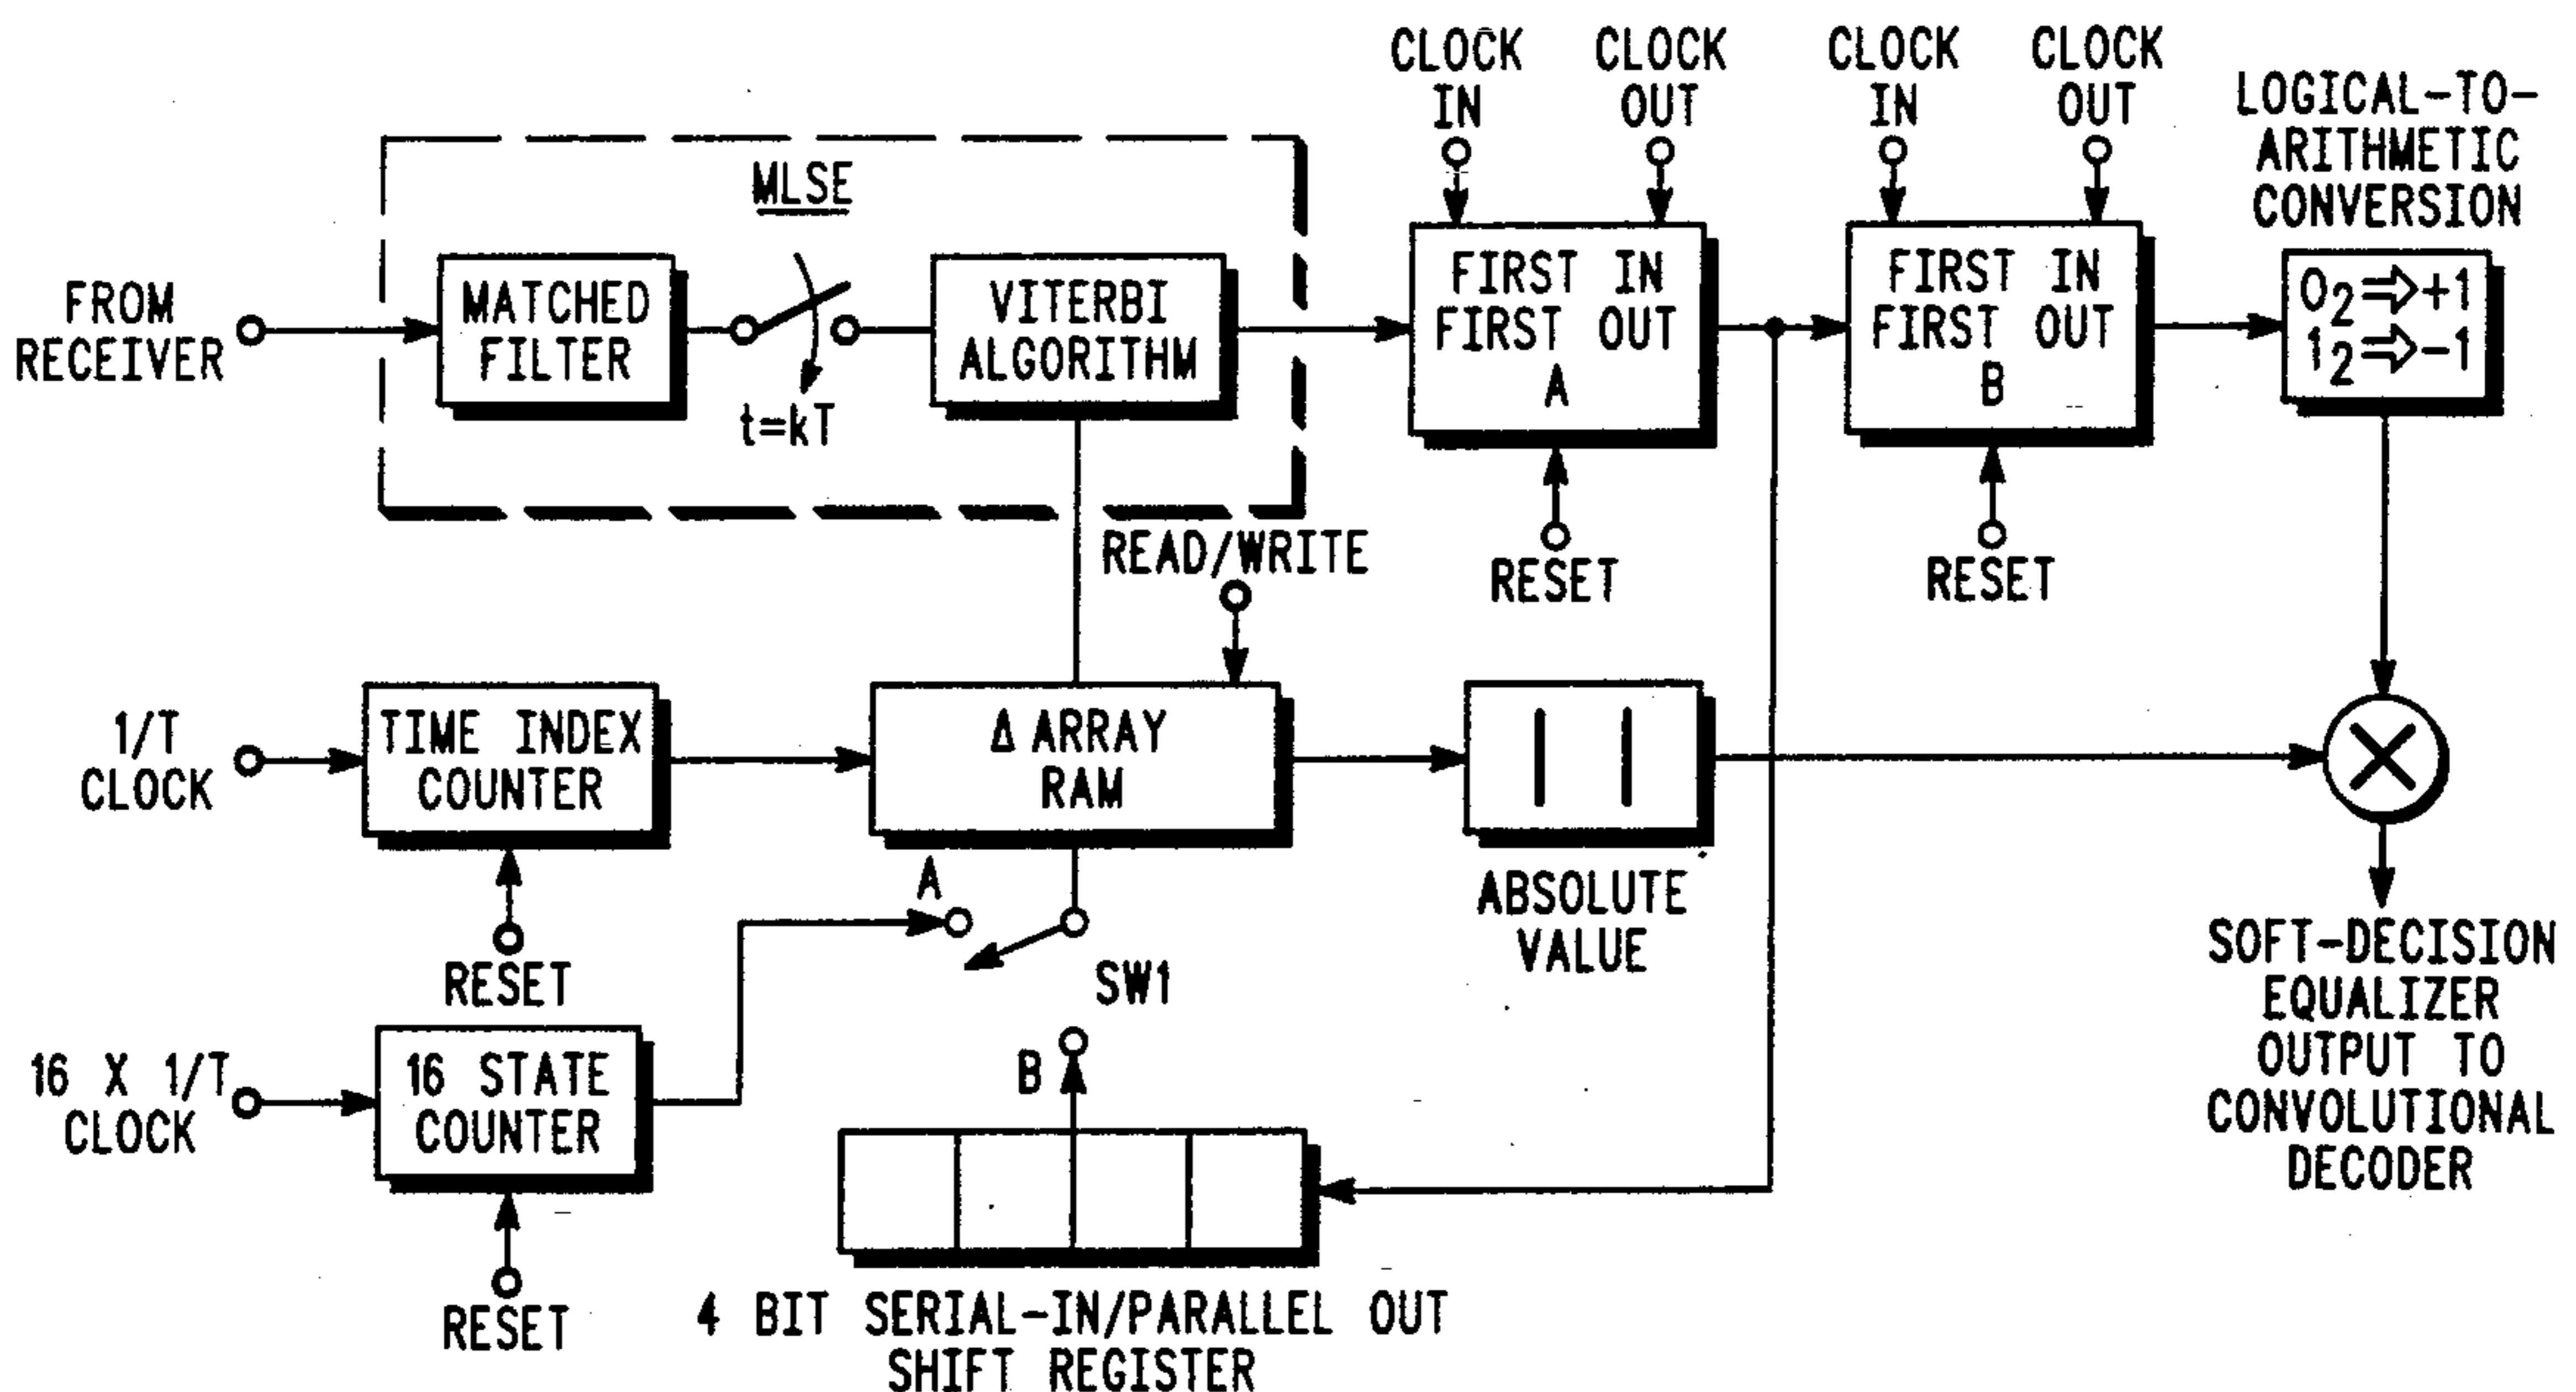 CLOCK
IN
CLOCK
OUT
CLOCK
IN
CLOCK
OUT
LOGICAL-TO-
ARITHMETIC
CONVERSION
MLSE
FROM
RECEIVER
MATCHED
FILTER
t=kT
VITERBI
ALGORITHM
FIRST IN
FIRST OUT
A
FIRST IN
FIRST OUT
B
0₂⇒+1
1₂⇒-1
READ/WRITE
RESET
RESET
1/T
CLOCK
TIME INDEX
COUNTER
Δ ARRAY
RAM
| |
×
ABSOLUTE
VALUE
RESET
A
SW1
B
16 X 1/T
CLOCK
16 STATE
COUNTER
RESET
SOFT-DECISION
EQUALIZER
OUTPUT TO
CONVOLUTIONAL
DECODER
4 BIT SERIAL-IN/PARALLEL OUT
SHIFT REGISTER